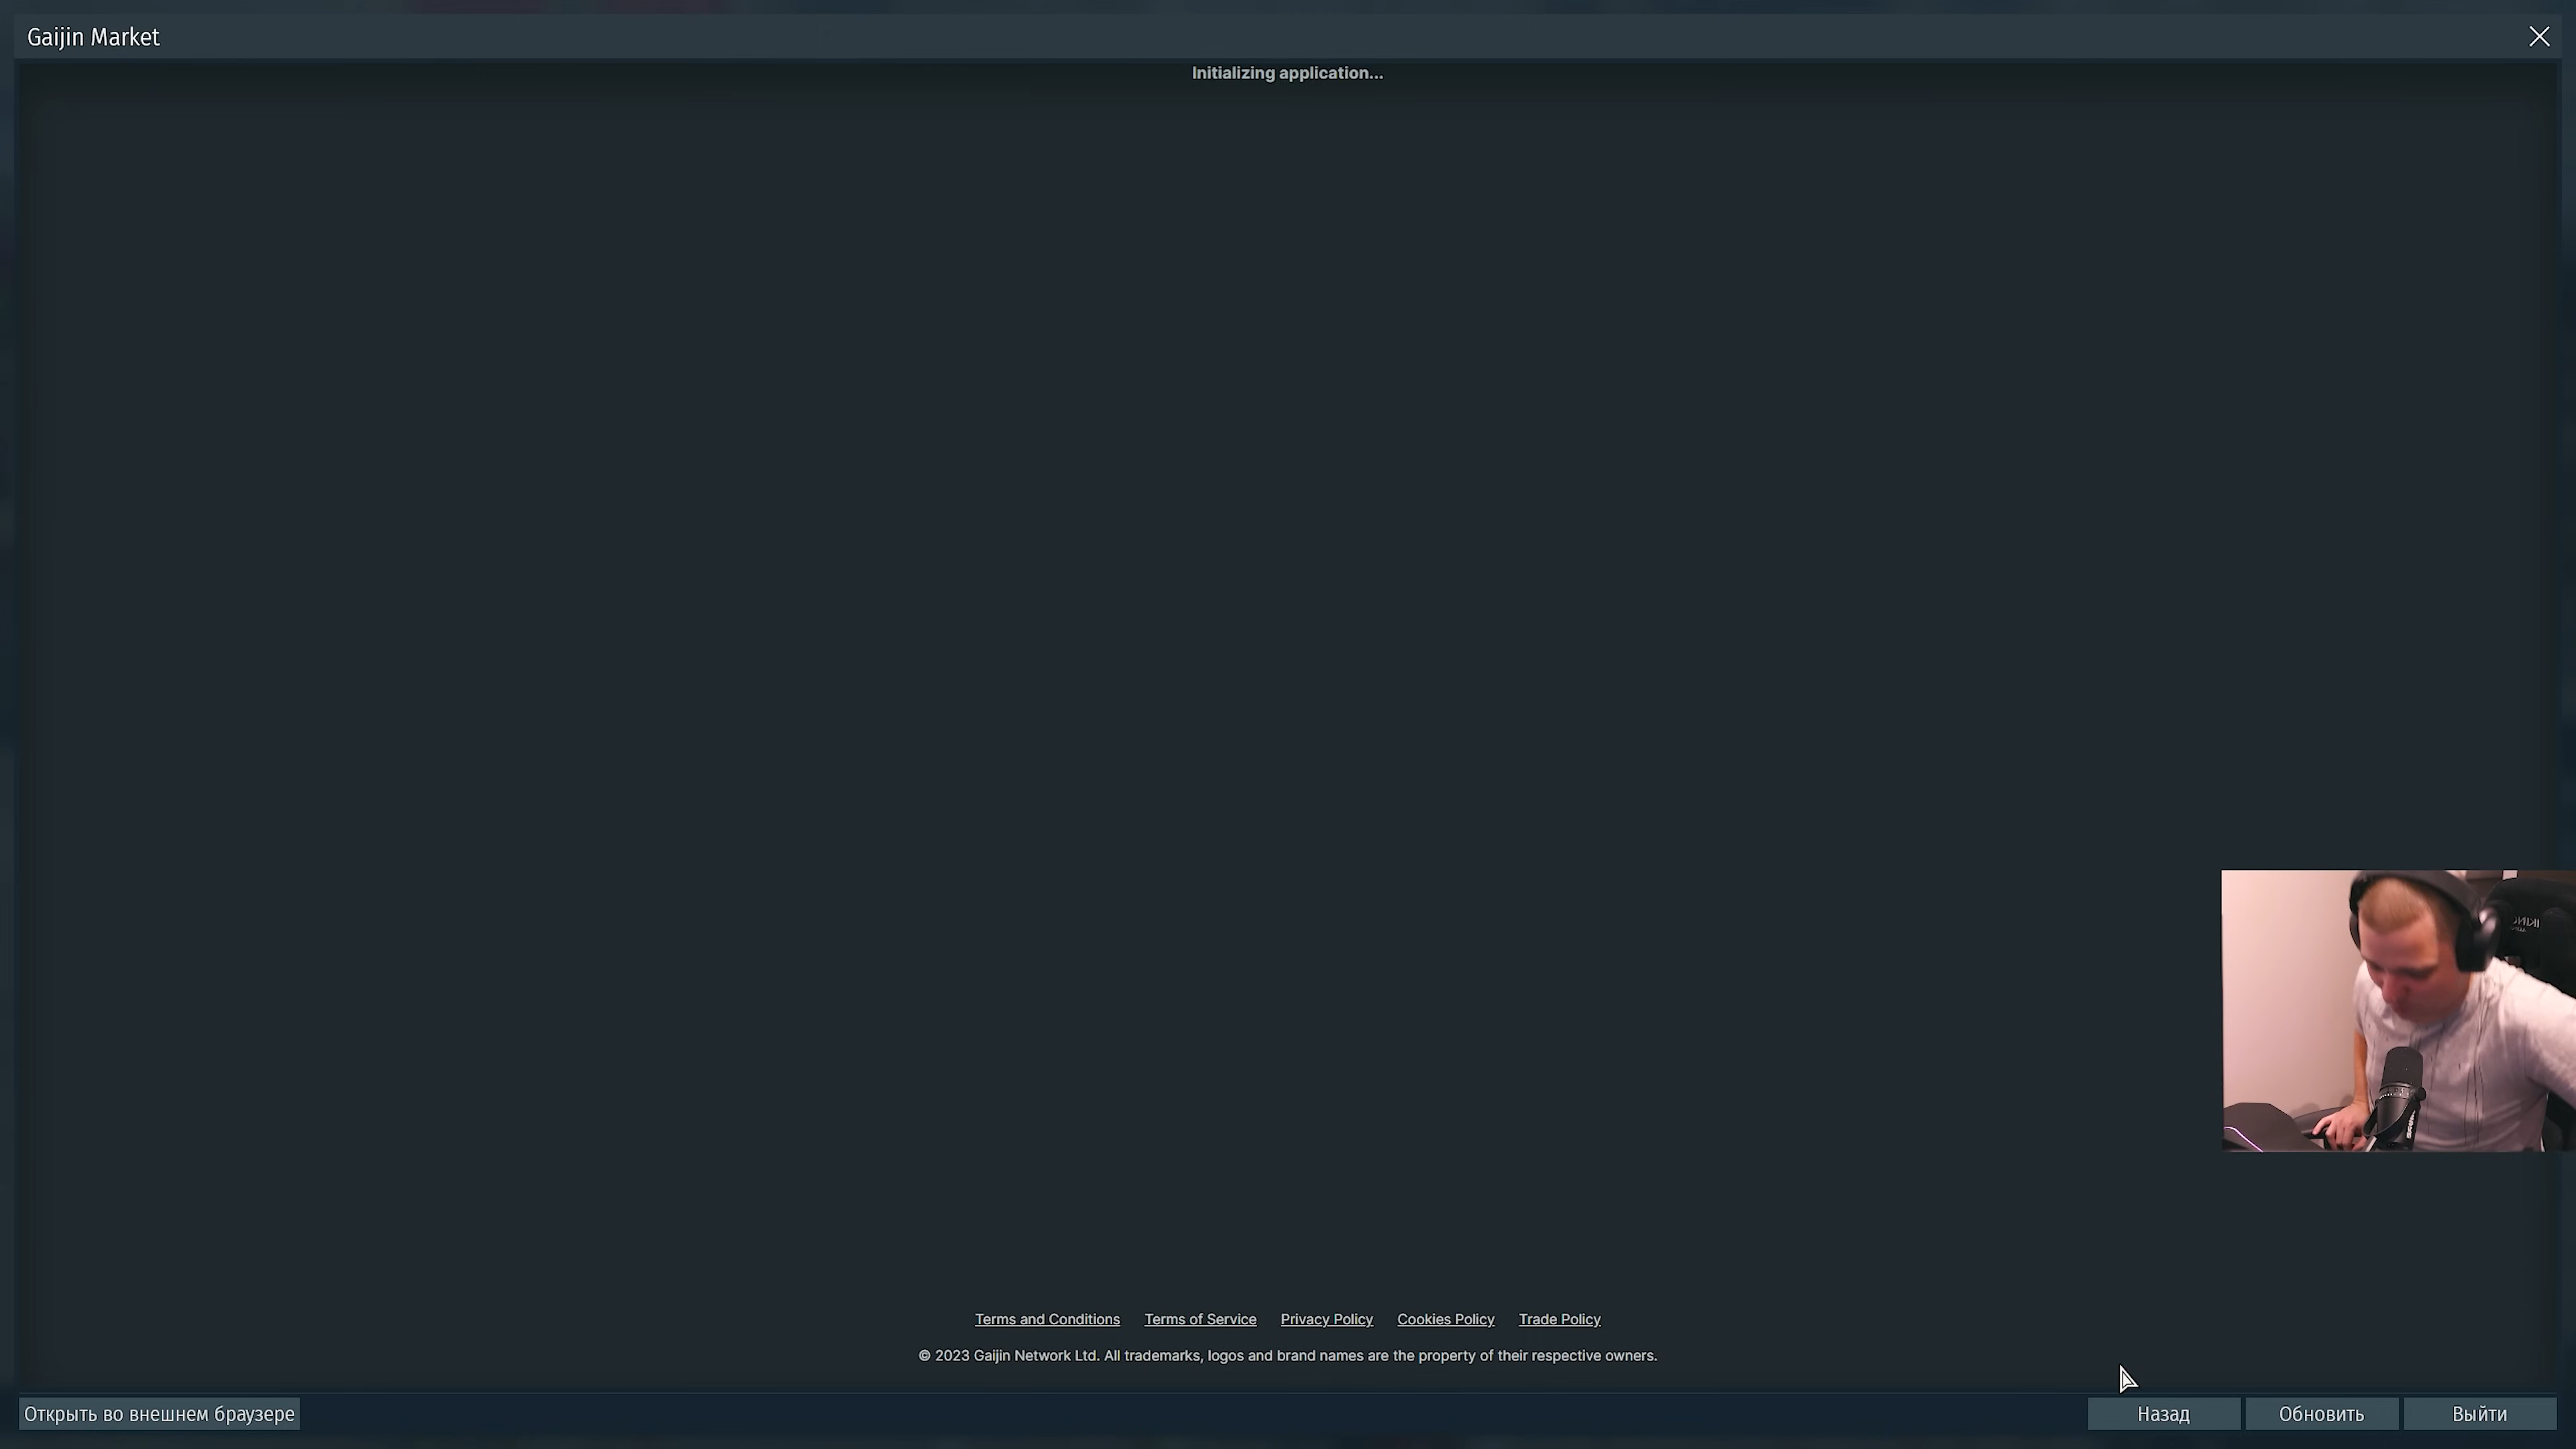 Gaijin Market
Initializing application...
Terms and Conditions Terms of Service Privacy Policy Cookies Policy Trade Policy
© 2023 Gaijin Network Ltd. All trademarks, logos and brand names are the property of their respective owners.
Открыть во внешнем браузере Назад Обновить Выйти